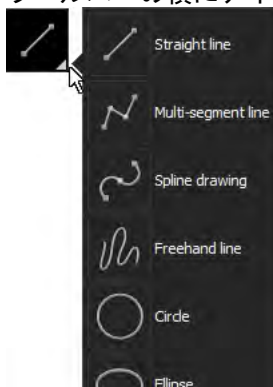 Straight line
Multi-segment line
Spline drawing
Freehand line
Circle
Ellipse